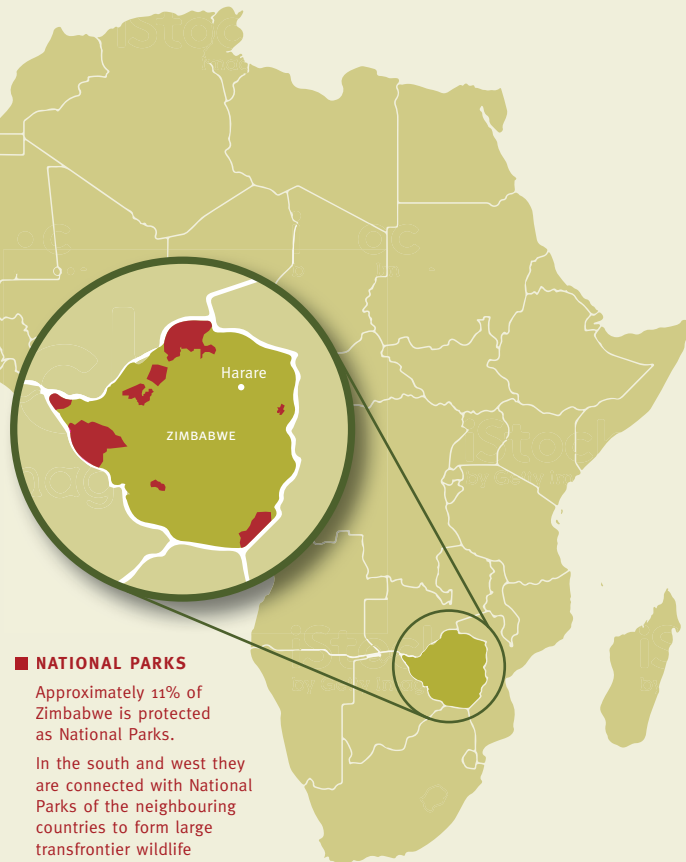 Harare
ZIMBABWE
NATIONAL PARKS
Approximately 11% of
Zimbabwe is protected
as National Parks.
In the south and west they
are connected with National
Parks of the neighbouring
countries to form large
transfrontier wildlife